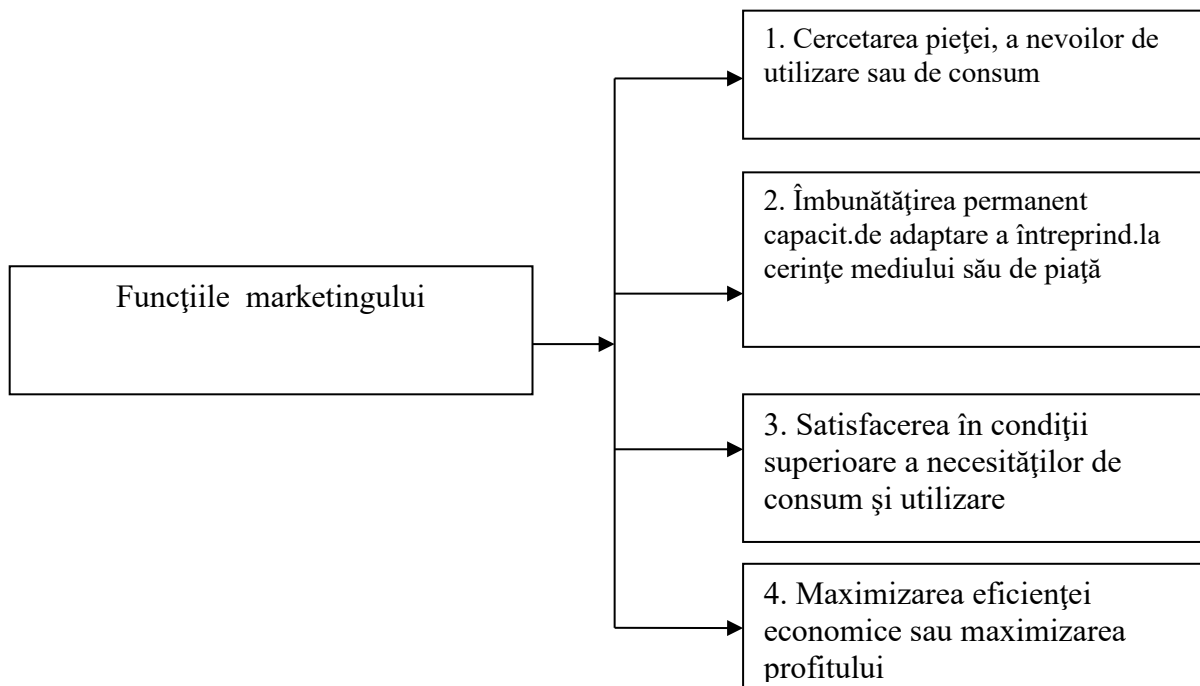 Funcţiile marketingului
1. Cercetarea pieţei, a nevoilor de
utilizare sau de consum
2. Îmbunătăţirea permanent
capacit.de adaptare a întreprind.la
cerinţe mediului său de piaţă
3. Satisfacerea în condiţii
superioare a necesităţilor de
consum şi utilizare
4. Maximizarea eficienţei
economice sau maximizarea
profitului